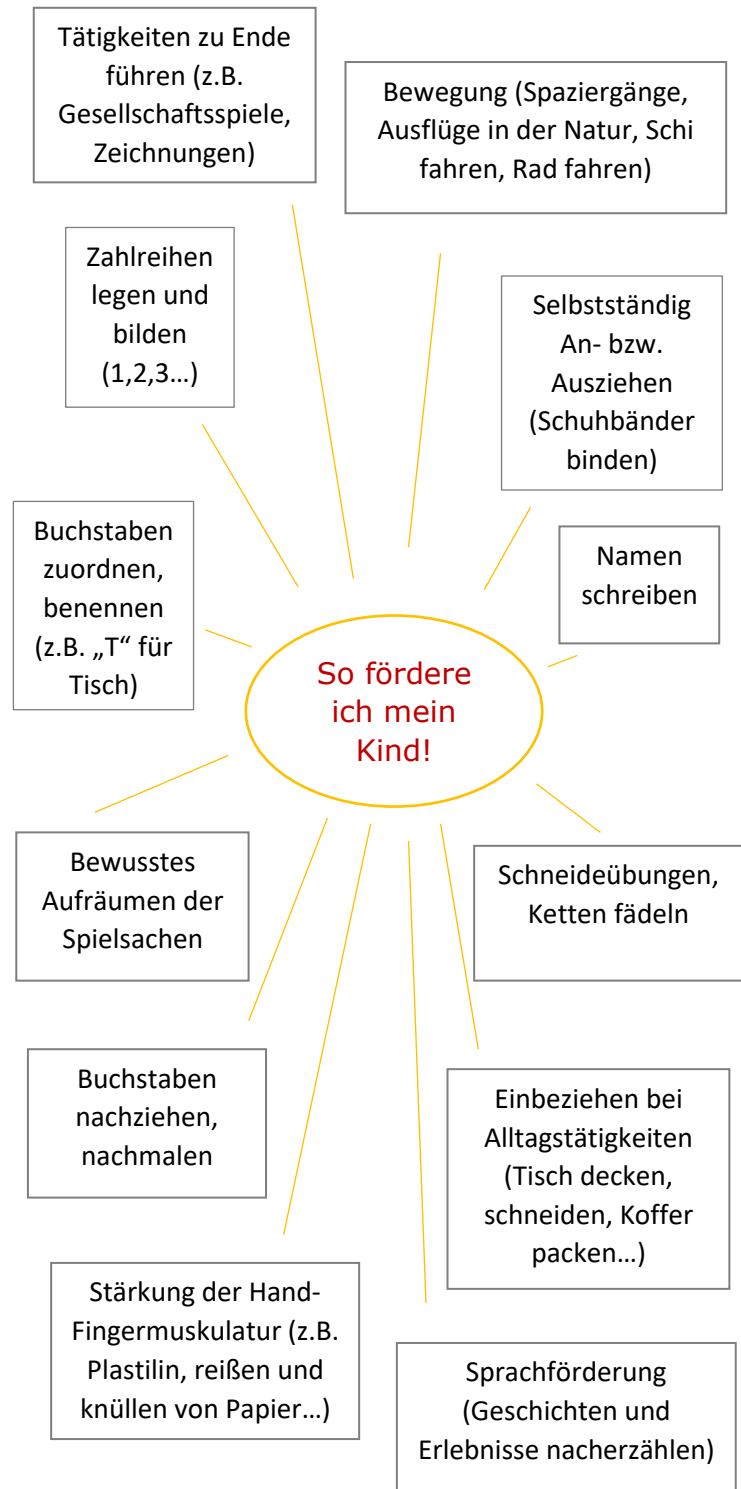 Tätigkeiten zu Ende
führen (z.B.
Gesellschaftsspiele,
Zeichnungen)
Bewegung (Spaziergänge,
Ausflüge in der Natur, Schi
fahren, Rad fahren)
Zahlreihen
legen und
bilden
(1,2,3…)
Selbstständig
An- bzw.
Ausziehen
(Schuhbänder
binden)
Buchstaben
zuordnen,
benennen
(z.B. „T“ für
Tisch)
Namen
schreiben
So fördere
ich mein
Kind!
Bewusstes
Aufräumen der
Spielsachen
Schneideübungen,
Ketten fädeln
Buchstaben
nachziehen,
nachmalen
Einbeziehen bei
Alltagstätigkeiten
(Tisch decken,
schneiden, Koffer
packen…)
Stärkung der Hand-
Fingermuskulatur (z.B.
Plastilin, reißen und
knüllen von Papier…)
Sprachförderung
(Geschichten und
Erlebnisse nacherzählen)